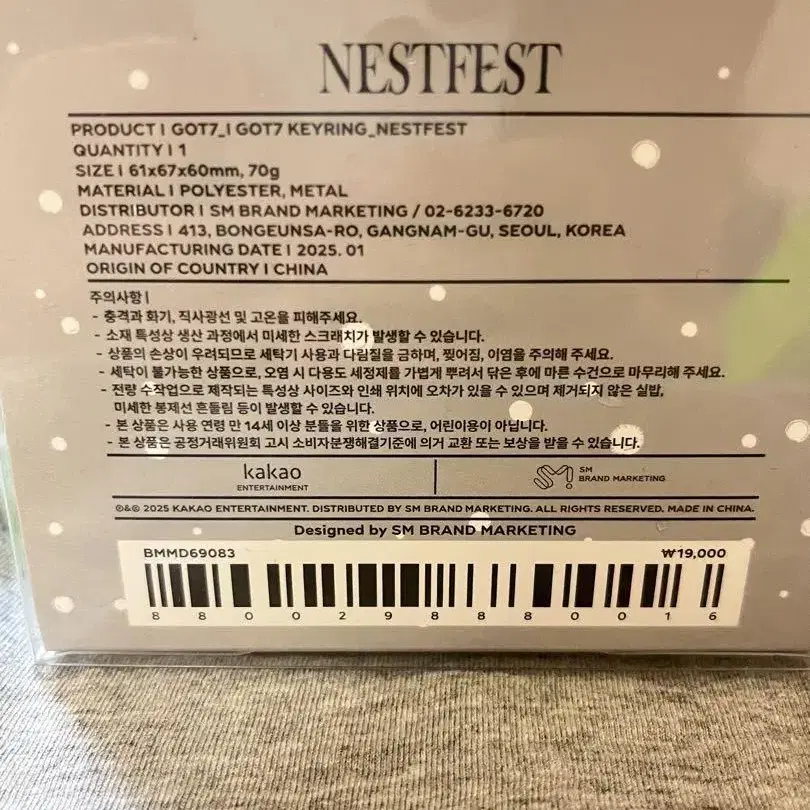 NESTFEST
PRODUCT I GOT7_I GOT7 KEYRING_NESTFEST
QUANTITY I 1
SIZE I 61x67x60mm, 70g
MATERIAL I POLYESTER, METAL
DISTRIBUTOR I SM BRAND MARKETING / 02-6233-6720
ADDRESS I 413, BONGEUNSA-RO, GANGNAM-GU, SEOUL, KOREA
MANUFACTURING DATE I 2025. 01
ORIGIN OF COUNTRY I CHINA
주의사항 I
- 충격과 화기, 직사광선 및 고온을 피해주세요.
- 소재 특성상 생산 과정에서 미세한 스크래치가 발생할 수 있습니다.
- 상품의 손상이 우려되므로 세탁기 사용과 다림질을 금하며, 찢어짐, 이염을 주의해 주세요.
- 세탁이 불가능한 상품으로, 오염 시 다용도 세정제를 가볍게 뿌려서 닦은 후에 마른 수건으로 마무리해 주세요.
- 전량 수작업으로 제작되는 특성상 사이즈와 인쇄 위치에 오차가 있을 수 있으며 제거되지 않은 실밥,
미세한 봉제선 흔들림 등이 발생할 수 있습니다.
- 본 상품은 사용 연령 만 14세 이상 분들을 위한 상품으로, 어린이용이 아닙니다.
- 본 상품은 공정거래위원회 고시 소비자분쟁해결기준에 의거 교환 또는 보상을 받을 수 있습니다.
kakao
ENTERTAINMENT
SM
BRAND MARKETING
℗&© 2025 KAKAO ENTERTAINMENT. DISTRIBUTED BY SM BRAND MARKETING. ALL RIGHTS RESERVED. MADE IN CHINA.
Designed by SM BRAND MARKETING
BMMD69083 ₩19,000
8800298880016